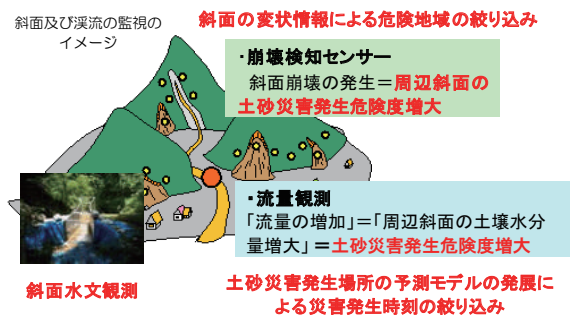 斜面及び渓流の監視の
イメージ
斜面の変状情報による危険地域の絞り込み
・崩壊検知センサー
斜面崩壊の発生＝周辺斜面の
土砂災害発生危険度増大
・流量観測
「流量の増加」＝「周辺斜面の土壌水分
量増大」＝土砂災害発生危険度増大
斜面水文観測
土砂災害発生場所の予測モデルの発展に
よる災害発生時刻の絞り込み